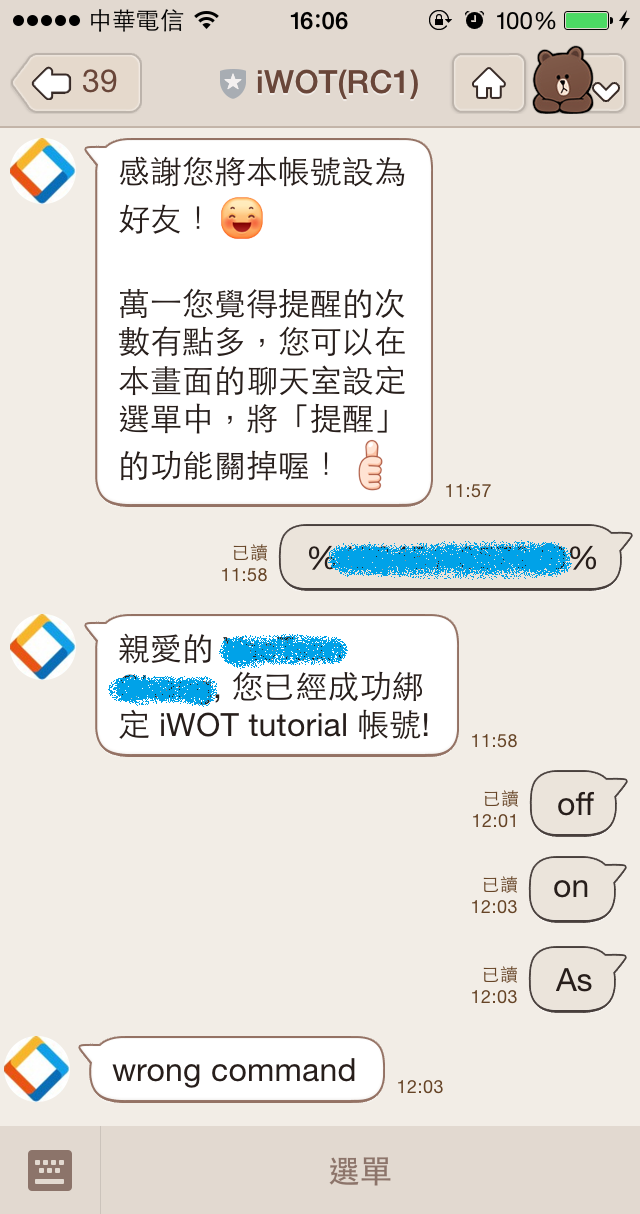 中華電信 16:06 100%
39 iWOT(RC1)
感謝您將本帳號設為
好友！
萬一您覺得提醒的次
數有點多，您可以在
本畫面的聊天室設定
選單中，將「提醒」
的功能關掉喔！
11:57
已讀
11:58
% %
親愛的
, 您已經成功綁
定 iWOT tutorial 帳號!
11:58
已讀
12:01
off
已讀
12:03
on
已讀
12:03
As
wrong command
12:03
選單